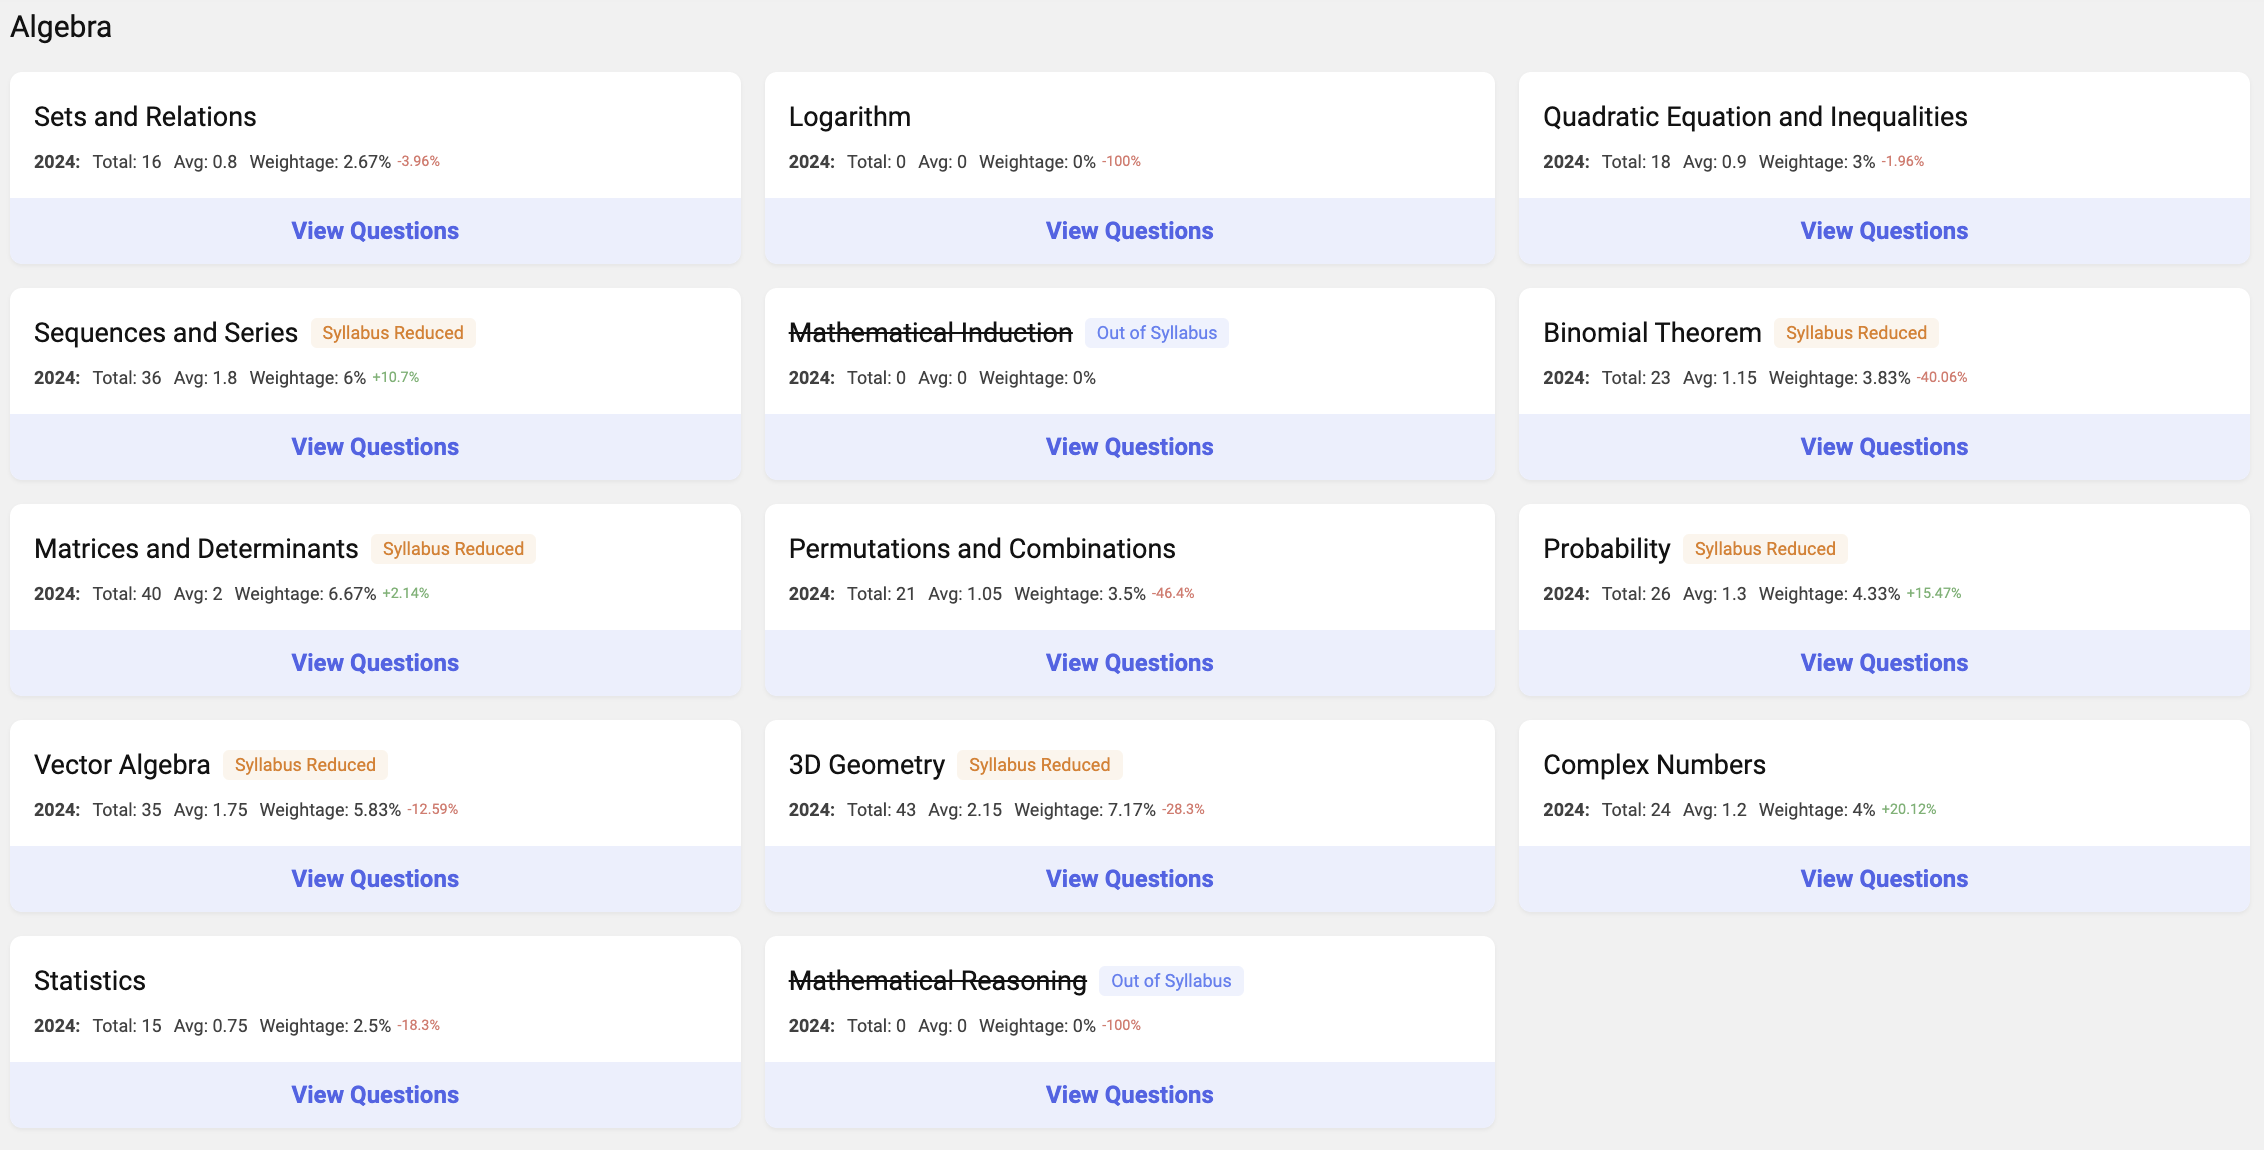 Algebra
Sets and Relations
2024: Total: 16 Avg: 0.8 Weightage: 2.67% -3.96%
View Questions
Logarithm
2024: Total: 0 Avg: 0 Weightage: 0% -100%
View Questions
Quadratic Equation and Inequalities
2024: Total: 18 Avg: 0.9 Weightage: 3% -1.96%
View Questions
Sequences and Series Syllabus Reduced
2024: Total: 36 Avg: 1.8 Weightage: 6% +10.7%
View Questions
Mathematical Induction Out of Syllabus
2024: Total: 0 Avg: 0 Weightage: 0%
View Questions
Binomial Theorem Syllabus Reduced
2024: Total: 23 Avg: 1.15 Weightage: 3.83% -40.06%
View Questions
Matrices and Determinants Syllabus Reduced
2024: Total: 40 Avg: 2 Weightage: 6.67% +2.14%
View Questions
Permutations and Combinations
2024: Total: 21 Avg: 1.05 Weightage: 3.5% -46.4%
View Questions
Probability Syllabus Reduced
2024: Total: 26 Avg: 1.3 Weightage: 4.33% +15.47%
View Questions
Vector Algebra Syllabus Reduced
2024: Total: 35 Avg: 1.75 Weightage: 5.83% -12.59%
View Questions
3D Geometry Syllabus Reduced
2024: Total: 43 Avg: 2.15 Weightage: 7.17% -28.3%
View Questions
Complex Numbers
2024: Total: 24 Avg: 1.2 Weightage: 4% +20.12%
View Questions
Statistics
2024: Total: 15 Avg: 0.75 Weightage: 2.5% -18.3%
View Questions
Mathematical Reasoning Out of Syllabus
2024: Total: 0 Avg: 0 Weightage: 0% -100%
View Questions